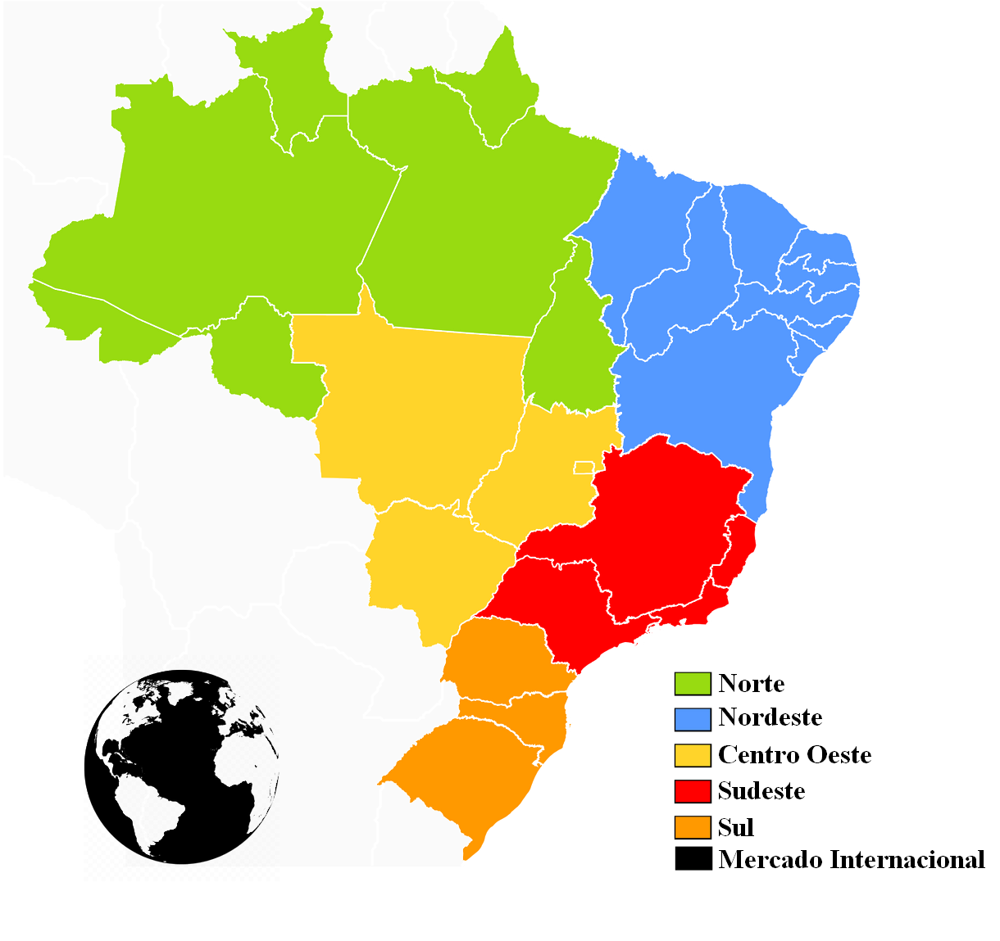 Norte
Nordeste
Centro Oeste
Sudeste
Sul
Mercado Internacional